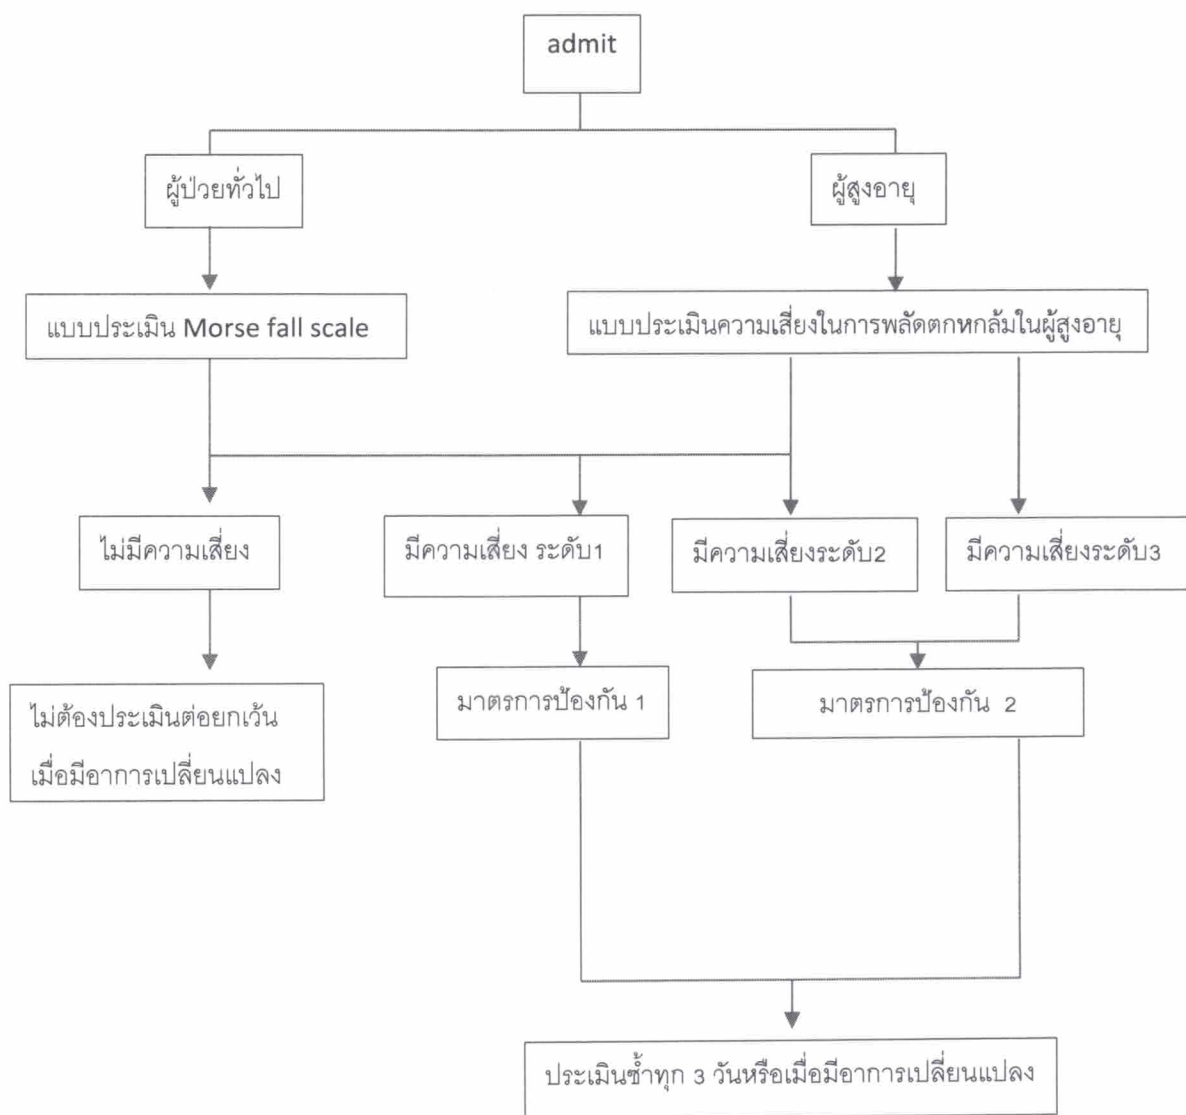 admit
ผู้ป่วยทั่วไป
ผู้สูงอายุ
แบบประเมิน Morse fall scale
แบบประเมินความเสี่ยงในการพลัดตกหกล้มในผู้สูงอายุ
ไม่มีความเสี่ยง
มีความเสี่ยง ระดับ1
มีความเสี่ยงระดับ2
มีความเสี่ยงระดับ3
ไม่ต้องประเมินต่อยกเว้น
เมื่อมีอาการเปลี่ยนแปลง
มาตรการป้องกัน 1
มาตรการป้องกัน 2
ประเมินซ้ำทุก 3 วันหรือเมื่อมีอาการเปลี่ยนแปลง